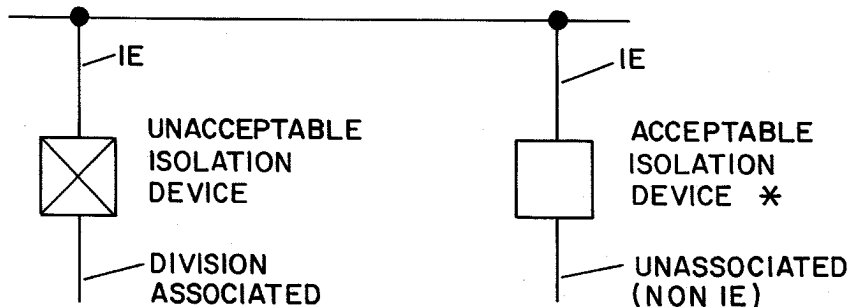 IE
IE
UNACCEPTABLE
ISOLATION
DEVICE
ACCEPTABLE
ISOLATION
DEVICE *
DIVISION
ASSOCIATED
UNASSOCIATED
(NON IE)